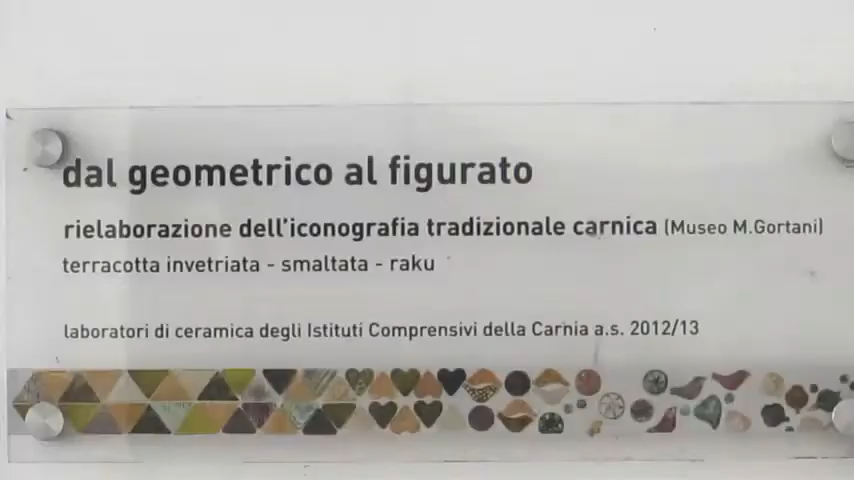 dal geometrico al figurato
rielaborazione dell'iconografia tradizionale carnica (Museo M.Gortani)
terracotta invetriata - smaltata - raku
laboratori di ceramica degli Istituti Comprensivi della Carnia a.s. 2012/13